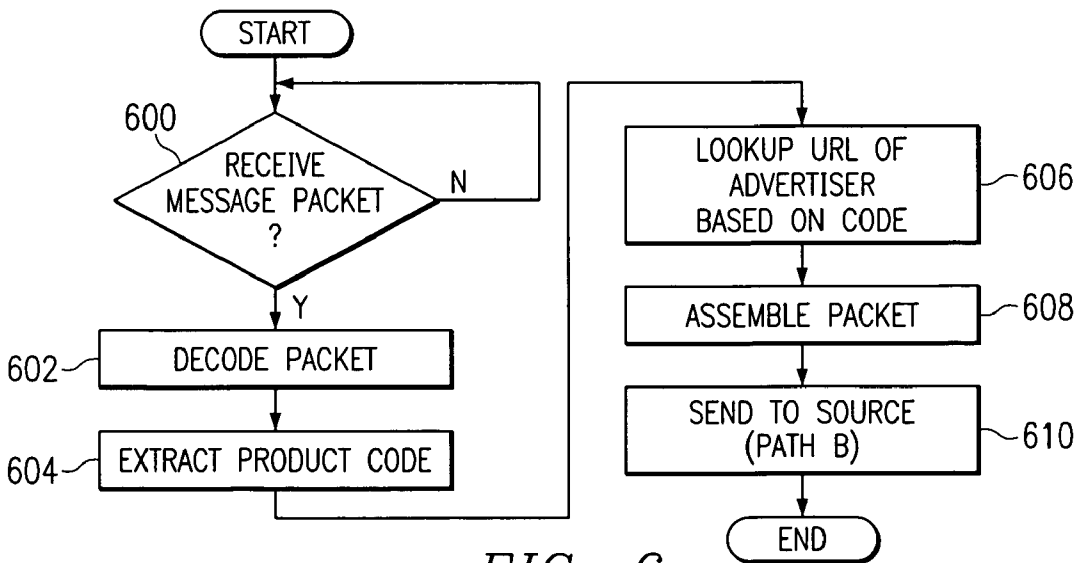 START
600
RECEIVE
MESSAGE PACKET
?
N
Y
602
DECODE PACKET
604
EXTRACT PRODUCT CODE
LOOKUP URL OF
ADVERTISER
BASED ON CODE
606
ASSEMBLE PACKET
608
SEND TO SOURCE
(PATH B)
610
END